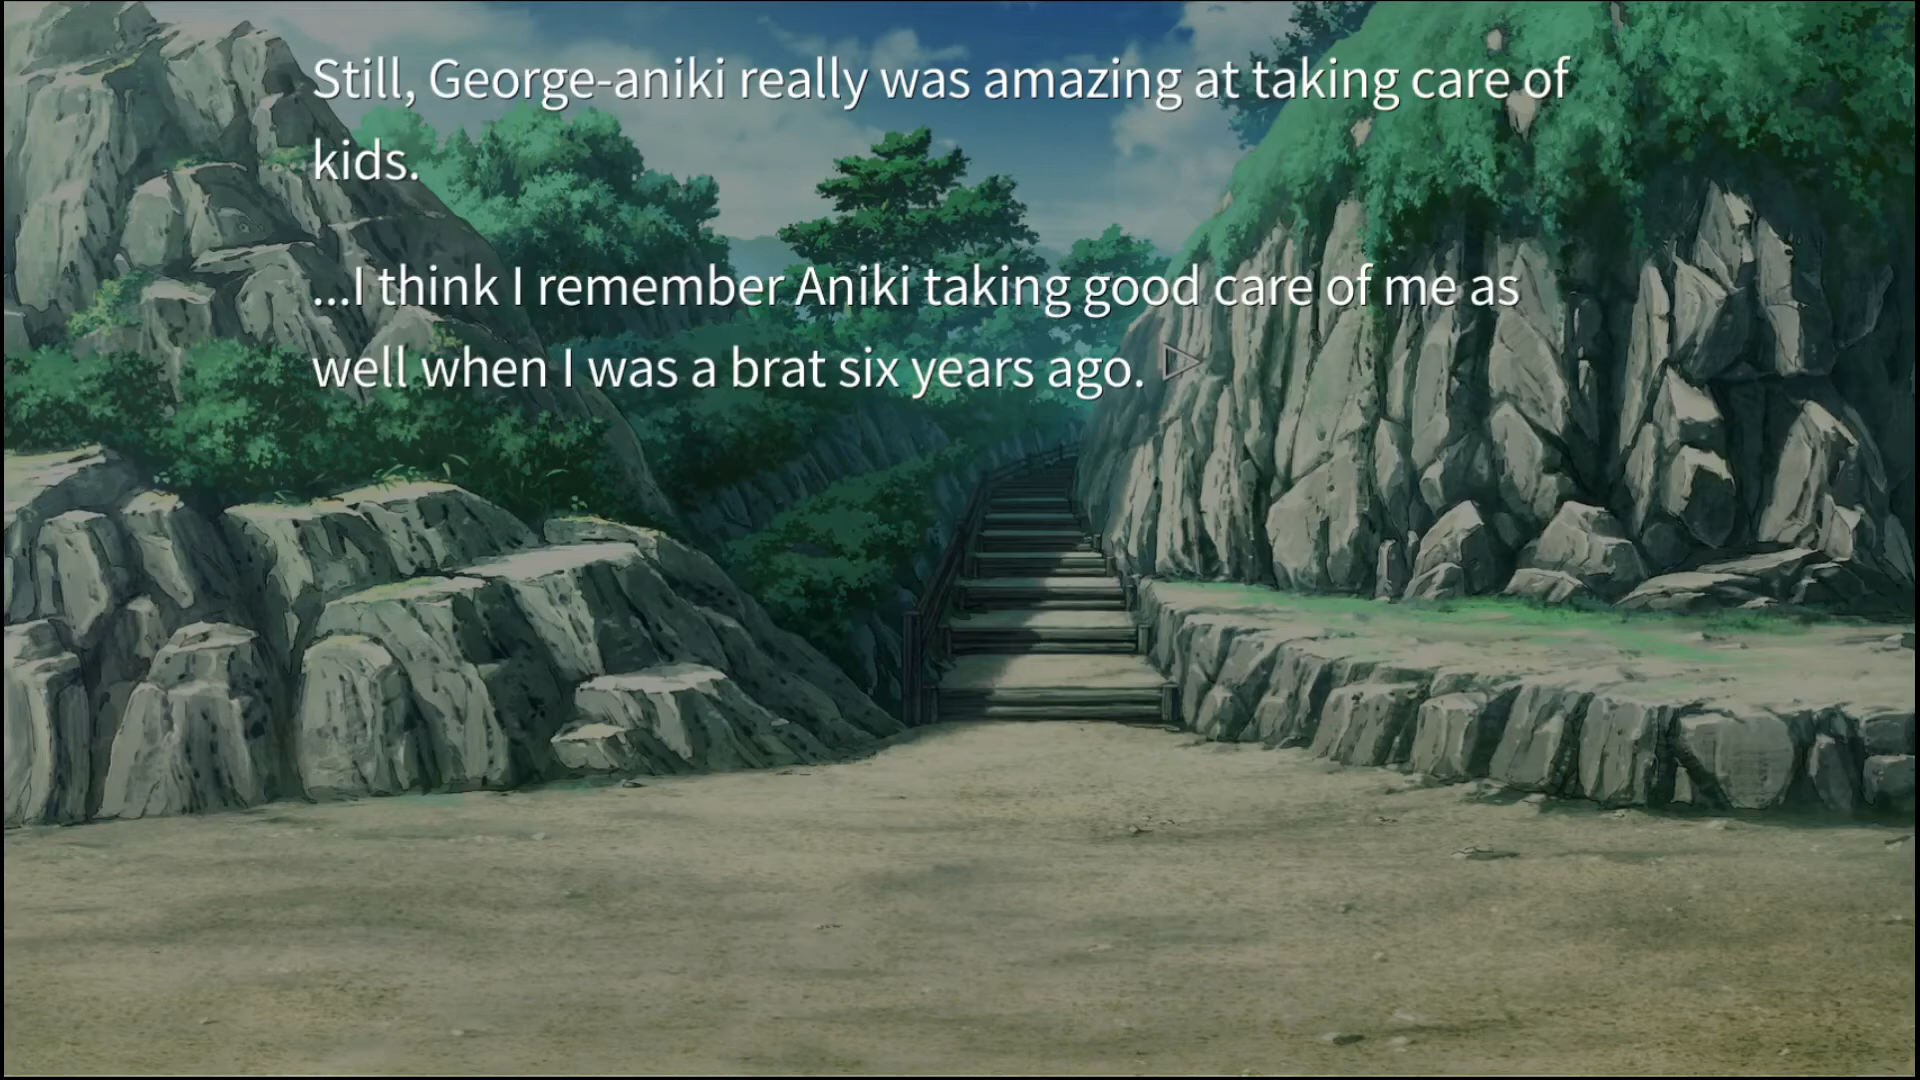 Still, George-aniki really was amazing at taking care of
kids.
...I think I remember Aniki taking good care of me as
well when I was a brat six years ago.